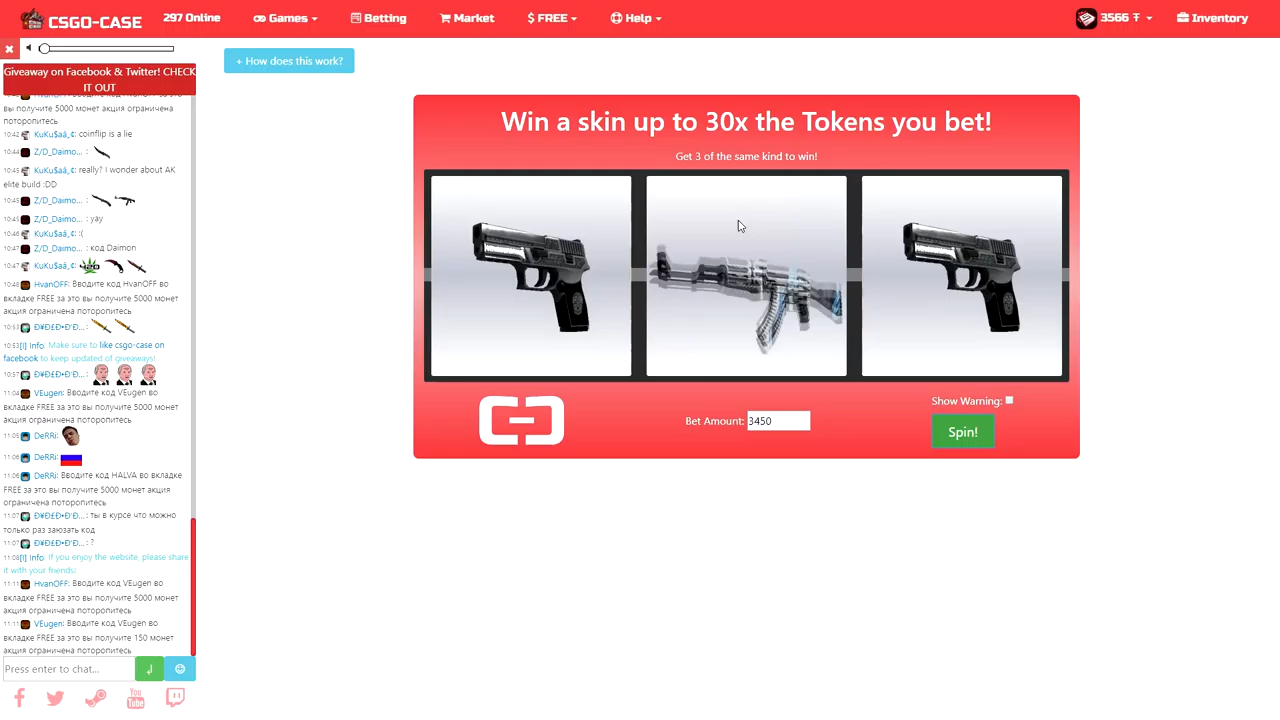 CSGO-CASE
297 Online
Games
Betting
Market
$ FREE
Help
3566 Ŧ
Inventory
Giveaway on Facebook & Twitter! CHECK
IT OUT
вы получите 5000 монет акция ограничена
поторопитесь
10:42 KuKu$aä„¢: coinflip is a lie
10:44 Z/D_Daimo... :
10:45 KuKu$aä„¢: really? I wonder about AK
elite build :DD
10:45 Z/D_Daimo... :
10:45 Z/D_Daimo... : yay
10:46 KuKu$aä„¢: :(
10:47 Z/D_Daimo... : код Daimon
10:47 KuKu$aä„¢:
10:48 HvanOFF: Вводите код HvanOFF во
вкладке FREE за это вы получите 5000 монет
акция ограничена поторопитесь
10:53
10:53 [I] Info: Make sure to like csgo-case on
facebook to keep updated of giveaways!
10:57
11:04 VEugen: Вводите код VEugen во
вкладке FREE за это вы получите 5000 монет
акция ограничена поторопитесь
11:05 DeRRi:
11:06 DeRRi:
11:06 DeRRi: Вводите код HALVA во вкладке
FREE за это вы получите 5000 монет акция
ограничена поторопитесь
11:07 : ты в курсе что можно
только раз заюзать код
11:07 : ?
11:08 [I] Info: If you enjoy the website, please share
it with your friends!
11:11 HvanOFF: Вводите код VEugen во
вкладке FREE за это вы получите 5000 монет
акция ограничена поторопитесь
11:11 VEugen: Вводите код VEugen во
вкладке FREE за это вы получите 150 монет
акция ограничена поторопитесь
Press enter to chat...
You
Tube
+ How does this work?
Win a skin up to 30x the Tokens you bet!
Get 3 of the same kind to win!
Bet Amount: 3450
Show Warning:
Spin!